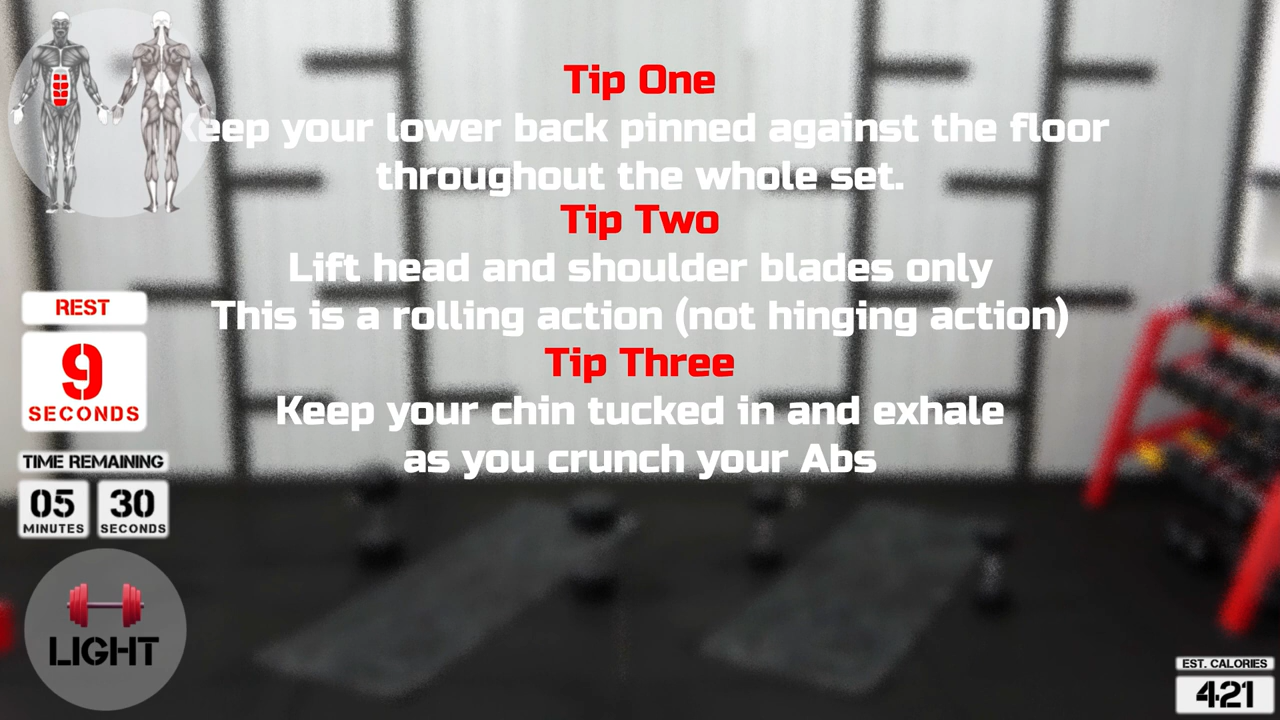 Tip One
Keep your lower back pinned against the floor
throughout the whole set.
Tip Two
Lift head and shoulder blades only
This is a rolling action (not hinging action)
Tip Three
Keep your chin tucked in and exhale
as you crunch your Abs
REST
9
SECONDS
TIME REMAINING
05 30
MINUTES SECONDS
LIGHT
EST. CALORIES
421